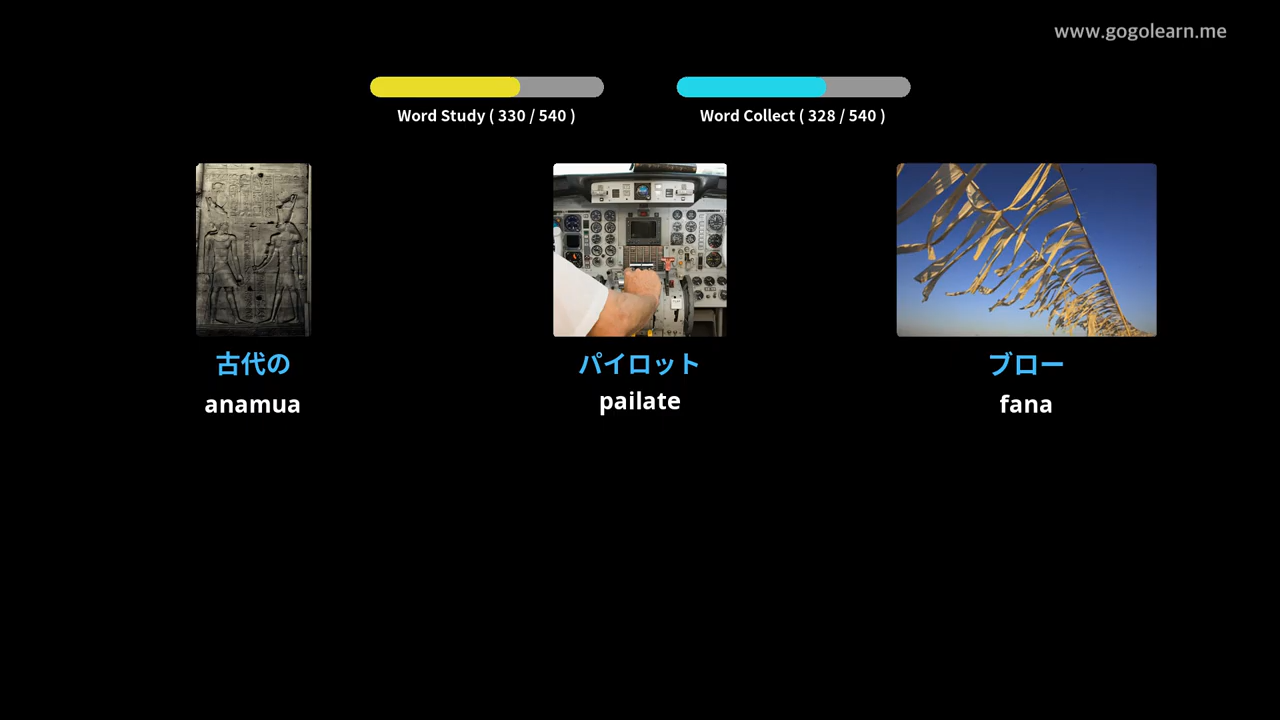 www.gogolearn.me
Word Study ( 330 / 540 )
Word Collect ( 328 / 540 )
古代の
パイロット
ブロー
anamua
pailate
fana